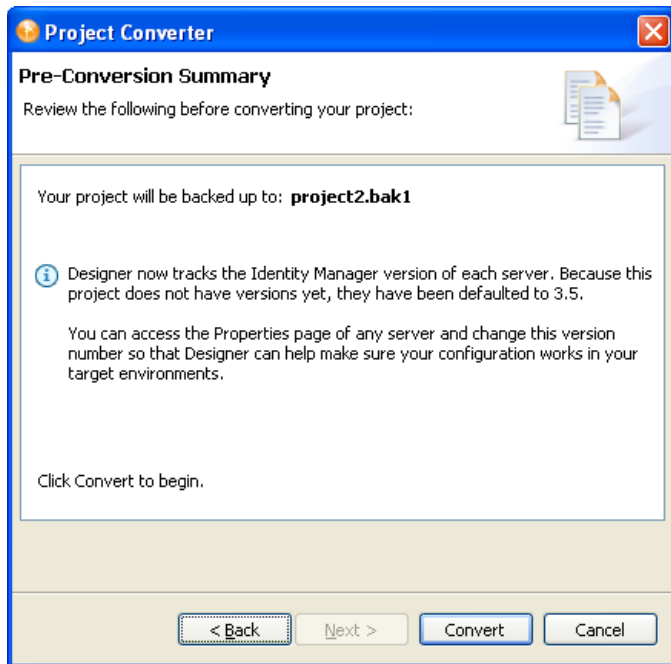 Project Converter
Pre-Conversion Summary
Review the following before converting your project:
Your project will be backed up to: project2.bak1
Designer now tracks the Identity Manager version of each server. Because this
project does not have versions yet, they have been defaulted to 3.5.
You can access the Properties page of any server and change this version
number so that Designer can help make sure your configuration works in your
target environments.
Click Convert to begin.
< Back
Next >
Convert
Cancel